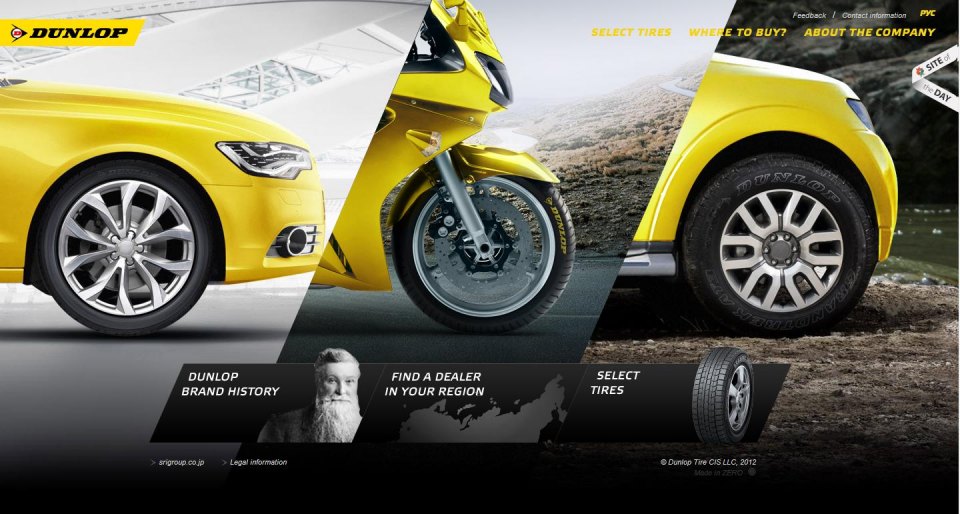 DUNLOP
Feedback / Contact information
РУС
SELECT TIRES WHERE TO BUY? ABOUT THE COMPANY
SITE of
the DAY
DUNLOP
DUNLOP
GRANDTREK
DUNLOP
BRAND HISTORY
FIND A DEALER
IN YOUR REGION
SELECT
TIRES
> srigroup.co.jp > Legal information
© Dunlop Tire CIS LLC, 2012
Made in ZERO